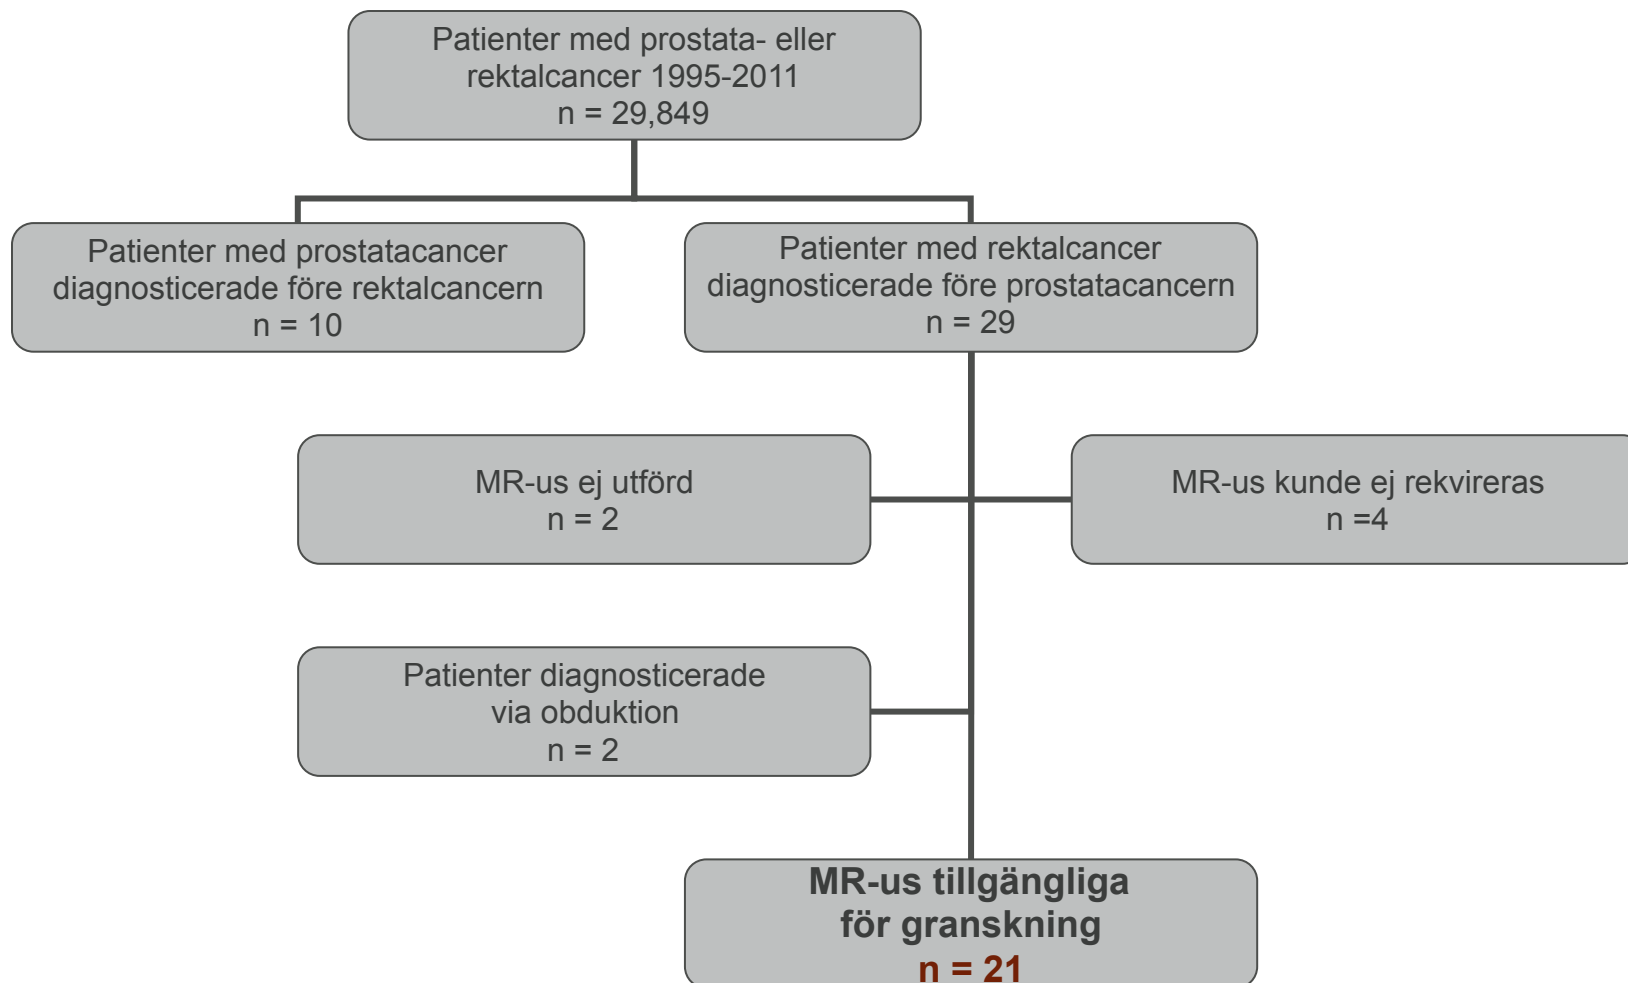 Patienter med prostata- eller
rektalcancer 1995-2011
n = 29,849
Patienter med prostatacancer
diagnosticerade före rektalcancern
n = 10
Patienter med rektalcancer
diagnosticerade före prostatacancern
n = 29
MR-us ej utförd
n = 2
MR-us kunde ej rekvireras
n =4
Patienter diagnosticerade
via obduktion
n = 2
MR-us tillgängliga
för granskning
n = 21